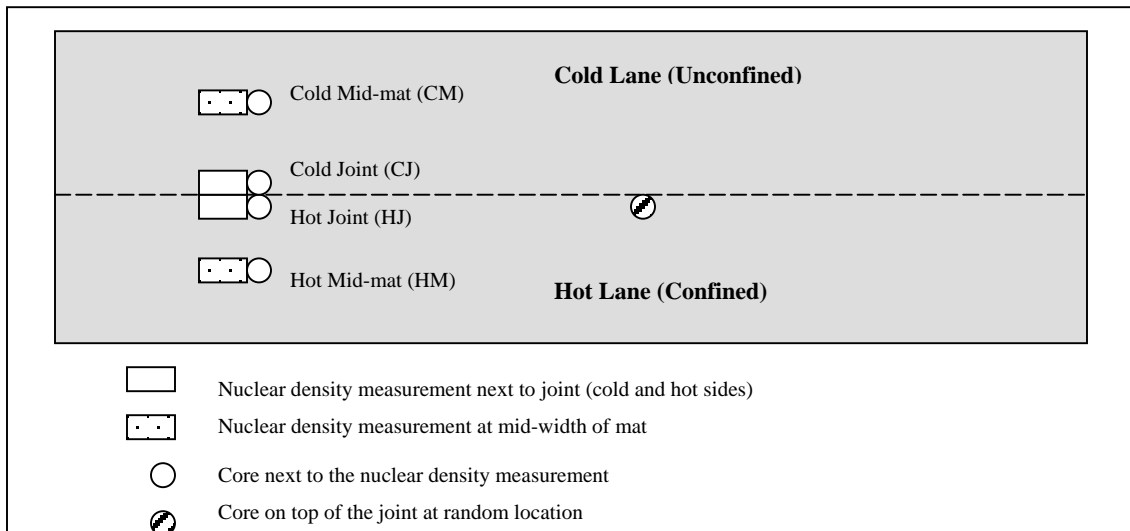 Cold Lane (Unconfined)
Cold Mid-mat (CM)
Cold Joint (CJ)
Hot Joint (HJ)
Hot Mid-mat (HM)
Hot Lane (Confined)
Nuclear density measurement next to joint (cold and hot sides)
Nuclear density measurement at mid-width of mat
Core next to the nuclear density measurement
Core on top of the joint at random location